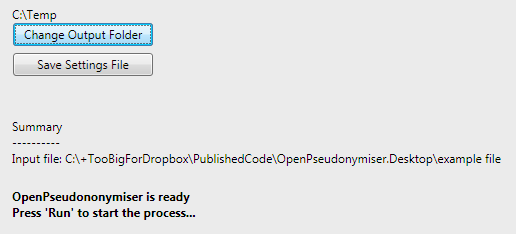 C:\Temp
Change Output Folder
Save Settings File
Summary
----------
Input file: C:\+TooBigForDropbox\PublishedCode\OpenPseudonymiser.Desktop\example file
OpenPseudononymiser is ready
Press 'Run' to start the process...